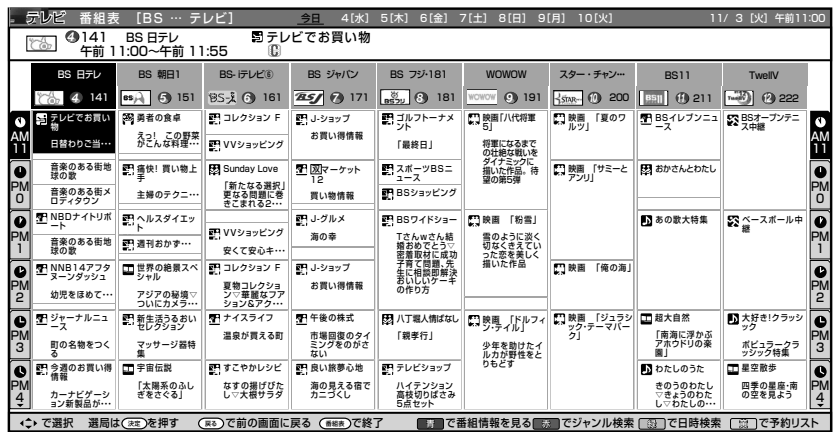 テレビ 番組表 [BS … テレビ] 今日 4[水] 5[木] 6[金] 7[土] 8[日] 9[月] 10[火] 11/ 3 [火] 午前11:00
④141 BS 日テレ テレビでお買い物
午前 11:00〜午前 11:55
BS 日テレ BS 朝日1 BS-iテレビ⑥ BS ジャパン BS フジ・181 WOWOW スター・チャン… BS11 TwellV
④ 141 ⑤ 151 ⑥ 161 ⑦ 171 ⑧ 181 ⑨ 191 ⑩ 200 ⑪ 211 ⑫ 222
AM
11
PM
0
PM
1
PM
2
PM
3
PM
4
テレビでお買い
物
日替わりご当…
音楽のある街地
球の歌
音楽のある街メ
ロディタウン
NBDナイトリポ
ート
音楽のある街地
球の歌
NNB14アフタ
ヌーンダッシュ
幼児をほめて…
ジャーナルニュ
ース
町の名物をつく
る
今週のお買い得
情報
カーナビゲーシ
ョン新製品が…
勇者の食卓
えっ! この野菜
がこんな料理…
痛快! 買い物上
手
主婦のテクニ…
ヘルスダイエッ
ト
週刊おかず…
世界の絶景スペ
シャル
アジアの秘境▽
ついにカメラ…
新生活うるおい
セレクション
マッサージ器特
集
宇宙伝説
「太陽系のふし
ぎをさぐる」
コレクション F
VVショッピング
Sunday Love
「新たなる選択」
更なる問題に巻
きこまれる2…
VVショッピング
安くて安心キ…
コレクション F
夏物コレクショ
ン▽華麗なフア
ション&アク…
ナイスライフ
温泉が買える町
すこやかレシピ
なすの揚げびた
し▽大根サラダ
J-ショップ
お買い得情報
マーケット
12
買い物情報
J-グルメ
海の幸
J-ショップ
お買い得情報
午後の株式
市場回復のタイ
ミングをのがさ
ない
良い旅夢心地
海の見える宿で
カニづくし
ゴルフトーナメ
ント
「最終日」
スポーツBSニ
ュース
BSショッピング
BSワイドショー
Tさんwさん結
婚おめでとう▽
密着取材に成功
子育て問題、先
生に相談即解決
おいしいケーキ
の作り方
八丁堀人情ばなし
「親孝行」
テレビショップ
ハイテンション
高枝切りばさみ
5点セット
映画「八代将軍
5」
将軍になるまで
の壮絶な戦いを
ダイナミックに
描いた作品。待
望の第5弾
映画 「粉雪」
雪のように淡く
切なくきえてい
った恋を美しく
描いた作品
映画 「ドルフィ
ン・テイル」
少年を助けたイ
ルカが野性をと
りもどす
映画 「夏のワ
ルツ」
映画 「サミーと
アンリ」
映画 「俺の海」
映画 「ジュラシ
ック・テーマパー
ク」
BSイレブンニュ
ース
おかさんとわたし
あの歌大特集
超大自然
「南海に浮かぶ
アホウドリの楽
園」
わたしのうた
きのうのわたし
▽きょうのわた
し▽わたしの…
BSオープンテニ
ス中継
ベースボール中
継
大好き!クラシッ
ク
ポピュラークラ
ッシック特集
星空散歩
四季の星座・南
の空を見よう
で選択 選局は 決定 を押す 戻る で前の画面に戻る 番組表 で終了 青 で番組情報を見る 赤 でジャンル検索 緑 で日時検索 黄 で予約リスト